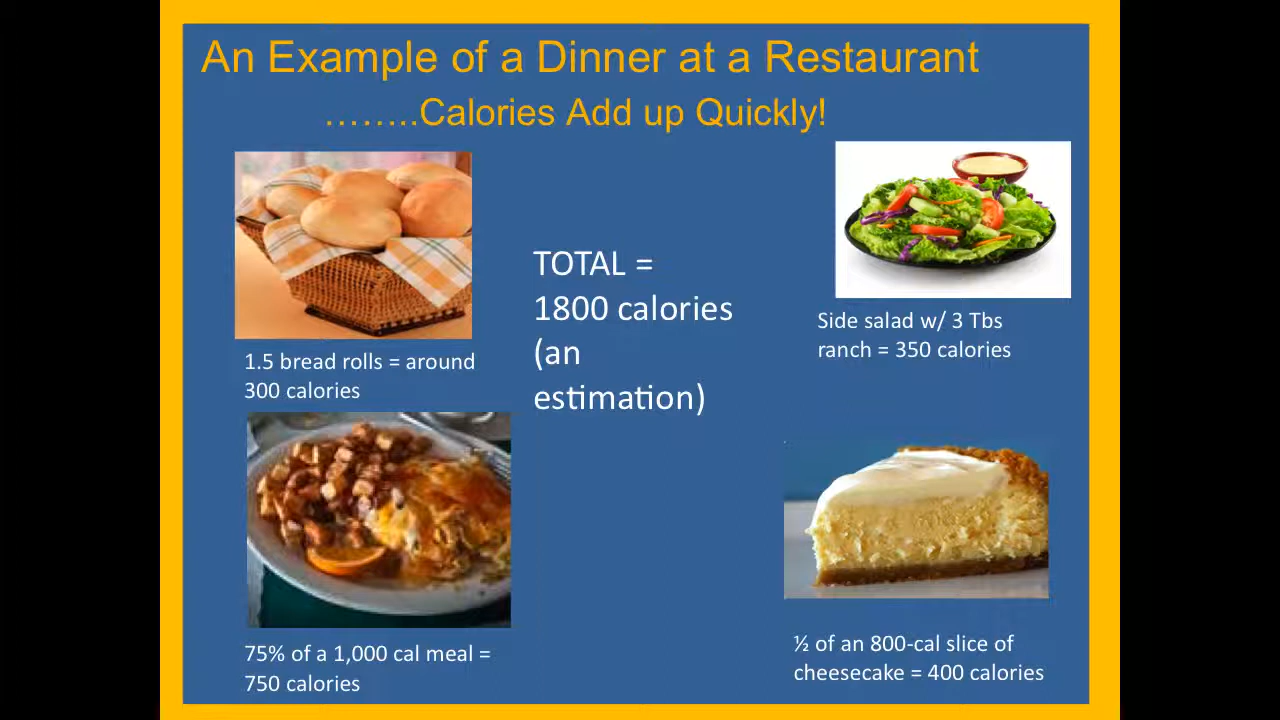 An Example of a Dinner at a Restaurant
……..Calories Add up Quickly!
1.5 bread rolls = around
300 calories
TOTAL =
1800 calories
(an
estimation)
Side salad w/ 3 Tbs
ranch = 350 calories
75% of a 1,000 cal meal =
750 calories
½ of an 800-cal slice of
cheesecake = 400 calories